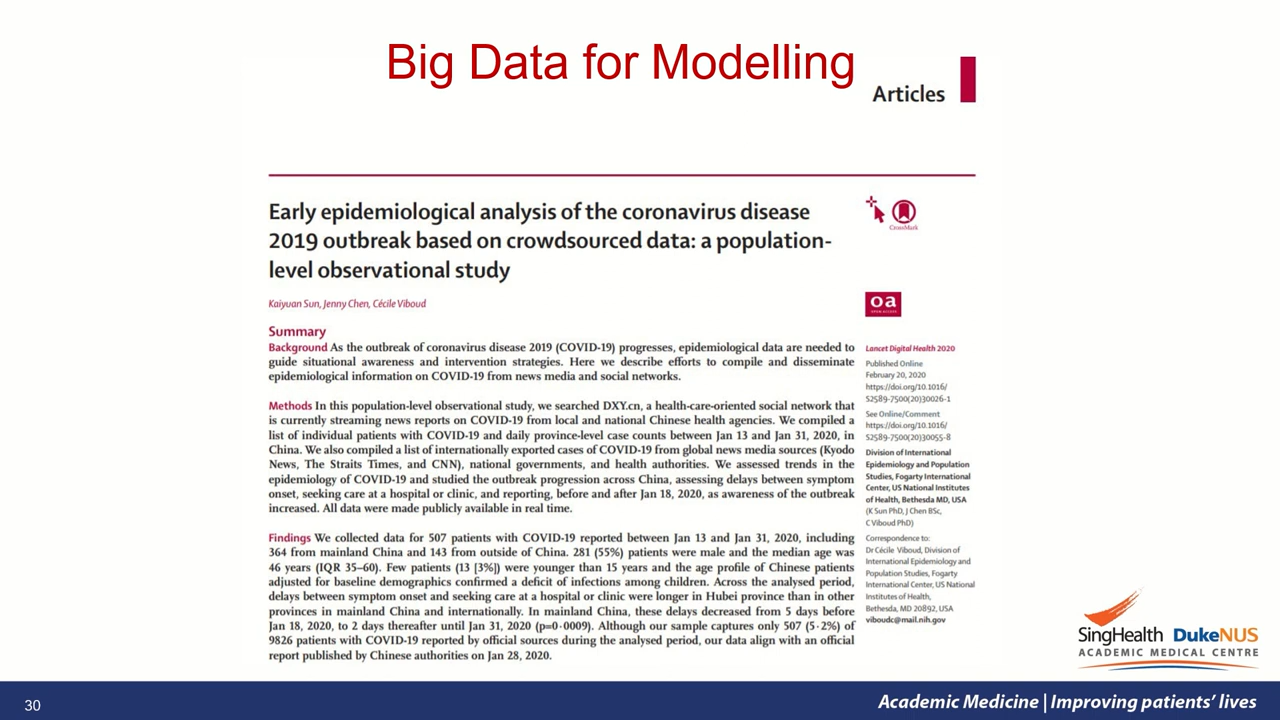 Big Data for Modelling
Articles
Early epidemiological analysis of the coronavirus disease
2019 outbreak based on crowdsourced data: a population-
level observational study
CrossMark
oa
OPEN ACCESS
Kaiyuan Sun, Jenny Chen, Cécile Viboud
Summary
Background As the outbreak of coronavirus disease 2019 (COVID-19) progresses, epidemiological data are needed to
guide situational awareness and intervention strategies. Here we describe efforts to compile and disseminate
epidemiological information on COVID-19 from news media and social networks.
Methods In this population-level observational study, we searched DXY.cn, a health-care-oriented social network that
is currently streaming news reports on COVID-19 from local and national Chinese health agencies. We compiled a
list of individual patients with COVID-19 and daily province-level case counts between Jan 13 and Jan 31, 2020, in
China. We also compiled a list of internationally exported cases of COVID-19 from global news media sources (Kyodo
News, The Straits Times, and CNN), national governments, and health authorities. We assessed trends in the
epidemiology of COVID-19 and studied the outbreak progression across China, assessing delays between symptom
onset, seeking care at a hospital or clinic, and reporting, before and after Jan 18, 2020, as awareness of the outbreak
increased. All data were made publicly available in real time.
Findings We collected data for 507 patients with COVID-19 reported between Jan 13 and Jan 31, 2020, including
364 from mainland China and 143 from outside of China. 281 (55%) patients were male and the median age was
46 years (IQR 35–60). Few patients (13 [3%]) were younger than 15 years and the age profile of Chinese patients
adjusted for baseline demographics confirmed a deficit of infections among children. Across the analysed period,
delays between symptom onset and seeking care at a hospital or clinic were longer in Hubei province than in other
provinces in mainland China and internationally. In mainland China, these delays decreased from 5 days before
Jan 18, 2020, to 2 days thereafter until Jan 31, 2020 (p=0·0009). Although our sample captures only 507 (5·2%) of
9826 patients with COVID-19 reported by official sources during the analysed period, our data align with an official
report published by Chinese authorities on Jan 28, 2020.
Lancet Digital Health 2020
Published Online
February 20, 2020
https://doi.org/10.1016/
S2589-7500(20)30026-1
See Online/Comment
https://doi.org/10.1016/
S2589-7500(20)30055-8
Division of International
Epidemiology and Population
Studies, Fogarty International
Center, US National Institutes
of Health, Bethesda MD, USA
(K Sun PhD, J Chen BSc,
C Viboud PhD)
Correspondence to:
Dr Cécile Viboud, Division of
International Epidemiology and
Population Studies, Fogarty
International Center, US National
Institutes of Health,
Bethesda, MD 20892, USA
viboudc@mail.nih.gov
SingHealth DukeNUS
ACADEMIC MEDICAL CENTRE
30
Academic Medicine | Improving patients' lives